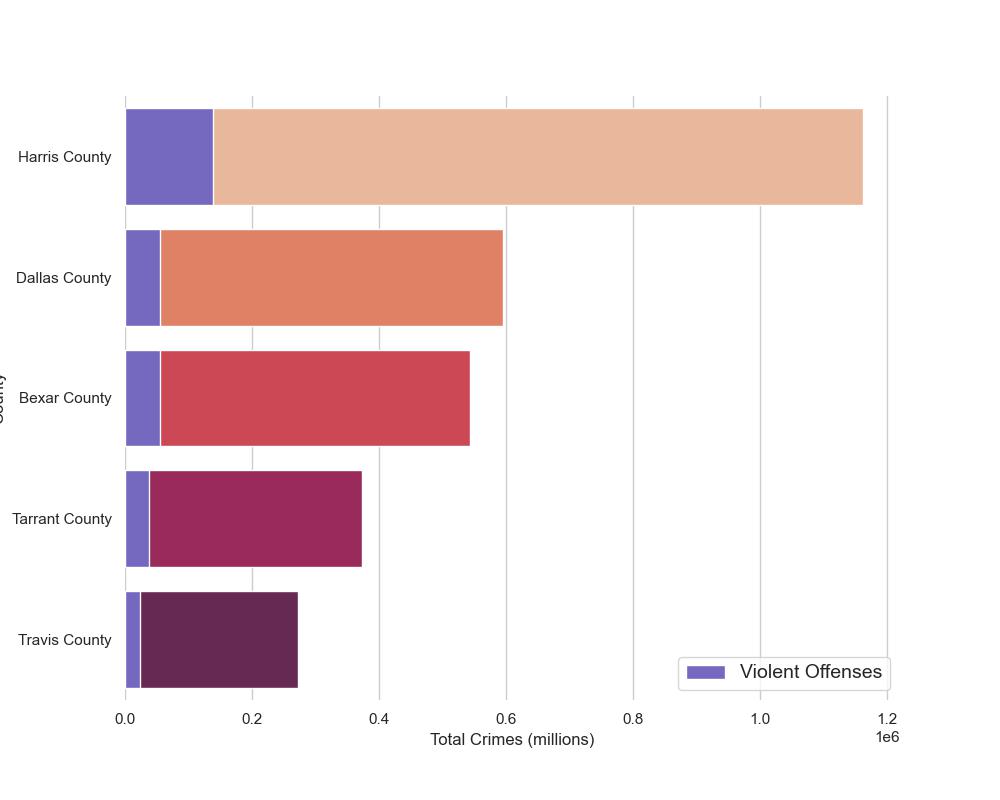 Harris County
Dallas County
Bexar County
Tarrant County
Travis County
Violent Offenses
0.0 0.2 0.4 0.6 0.8 1.0 1.2
1e6
Total Crimes (millions)